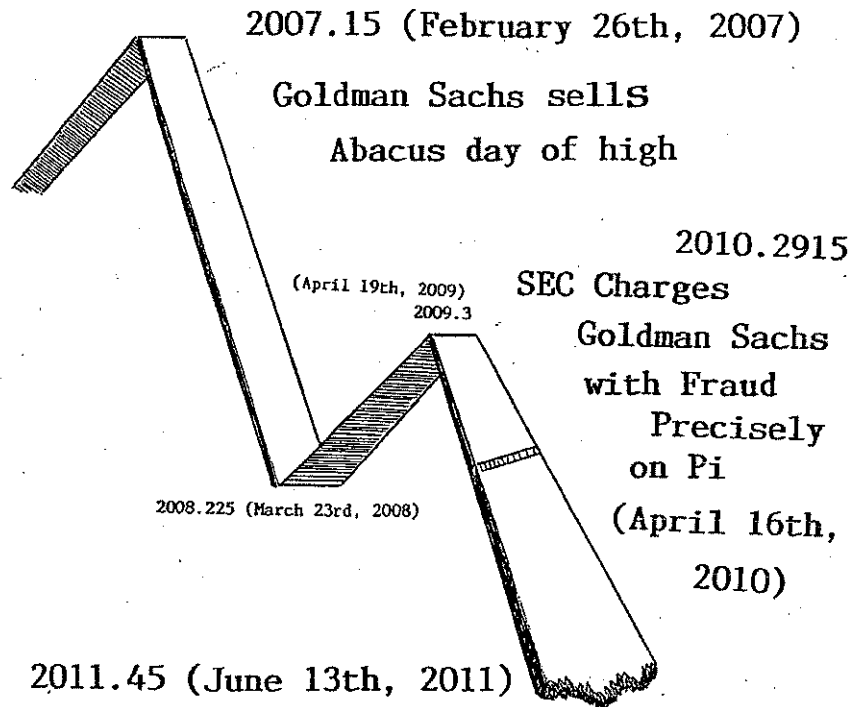 2007.15 (February 26th, 2007)
Goldman Sachs sells
Abacus day of high
2010.2915
(April 19th, 2009)
2009.3
SEC Charges
Goldman Sachs
with Fraud
Precisely
on Pi
(April 16th,
2010)
2008.225 (March 23rd, 2008)
2011.45 (June 13th, 2011)